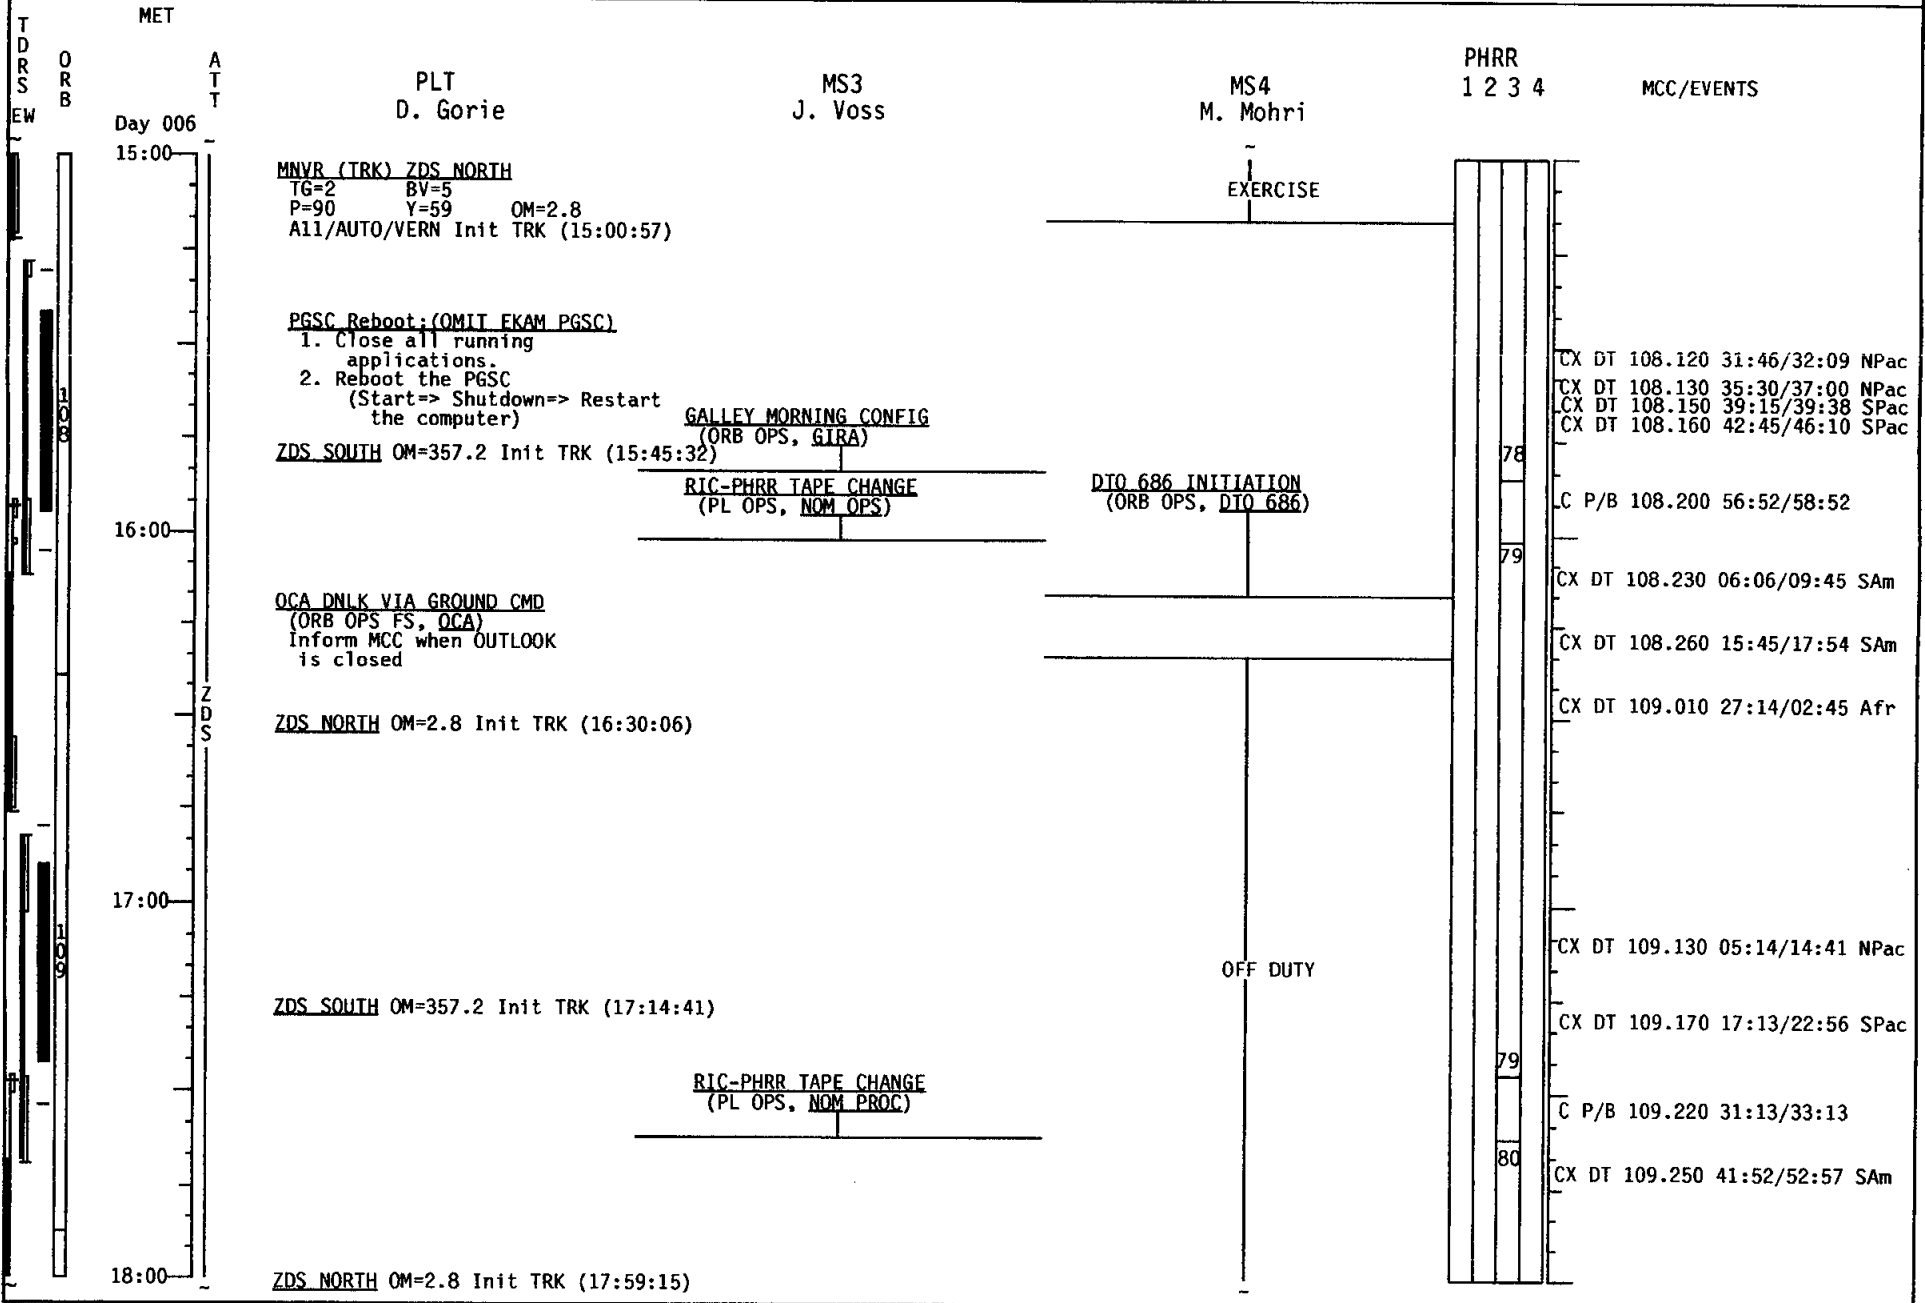 MET
TDRS
EW
ORB
ATT
PLT
D. Gorie
MS3
J. Voss
MS4
M. Mohri
PHRR
1 2 3 4
MCC/EVENTS
Day 006
~
~
~
15:00
MNVR (TRK) ZDS NORTH
TG=2 BV=5
P=90 Y=59 OM=2.8
All/AUTO/VERN Init TRK (15:00:57)
EXERCISE
PGSC Reboot:(OMIT EKAM PGSC)
1. Close all running
applications.
2. Reboot the PGSC
(Start=> Shutdown=> Restart
the computer)
108
GALLEY MORNING CONFIG
(ORB OPS, GIRA)
ZDS SOUTH OM=357.2 Init TRK (15:45:32)
RIC-PHRR TAPE CHANGE
(PL OPS, NOM OPS)
DTO 686 INITIATION
(ORB OPS, DTO 686)
78
CX DT 108.120 31:46/32:09 NPac
CX DT 108.130 35:30/37:00 NPac
CX DT 108.150 39:15/39:38 SPac
CX DT 108.160 42:45/46:10 SPac
C P/B 108.200 56:52/58:52
16:00
79
CX DT 108.230 06:06/09:45 SAm
OCA DNLK VIA GROUND CMD
(ORB OPS FS, OCA)
Inform MCC when OUTLOOK
is closed
CX DT 108.260 15:45/17:54 SAm
ZDS
CX DT 109.010 27:14/02:45 Afr
ZDS NORTH OM=2.8 Init TRK (16:30:06)
17:00
109
CX DT 109.130 05:14/14:41 NPac
OFF DUTY
ZDS SOUTH OM=357.2 Init TRK (17:14:41)
CX DT 109.170 17:13/22:56 SPac
79
RIC-PHRR TAPE CHANGE
(PL OPS, NOM PROC)
C P/B 109.220 31:13/33:13
80
CX DT 109.250 41:52/52:57 SAm
18:00
ZDS NORTH OM=2.8 Init TRK (17:59:15)
~
~
~